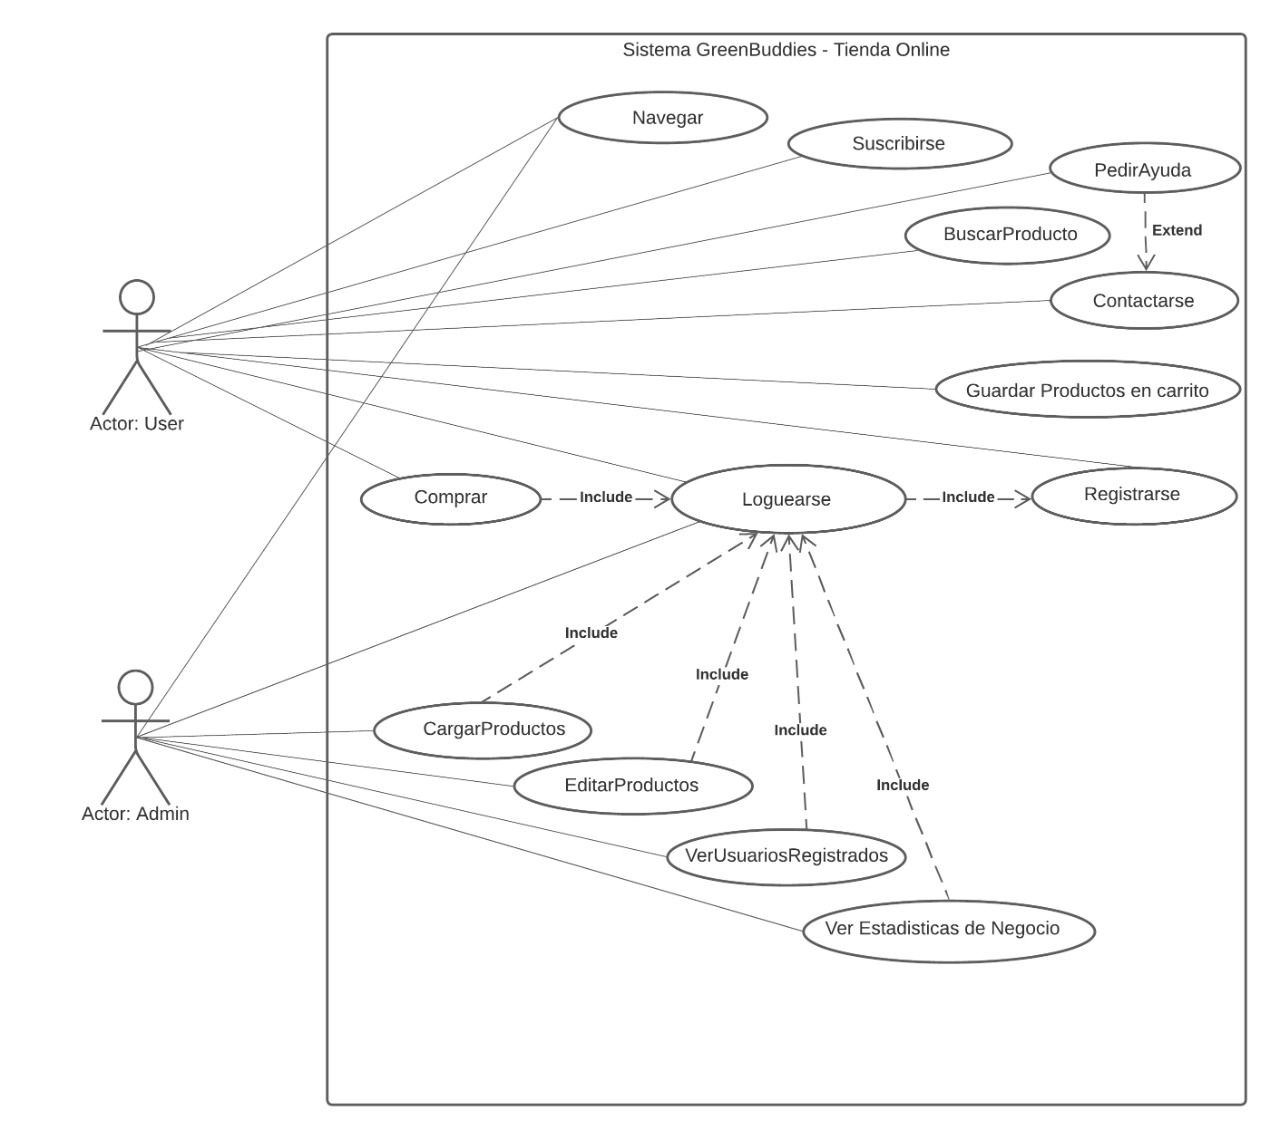 Sistema GreenBuddies - Tienda Online
Navegar
Suscribirse
PedirAyuda
Extend
BuscarProducto
Contactarse
Guardar Productos en carrito
Actor: User
Comprar
Include
Loguearse
Include
Registrarse
Include
Include
Include
Include
CargarProductos
EditarProductos
Actor: Admin
VerUsuariosRegistrados
Ver Estadisticas de Negocio